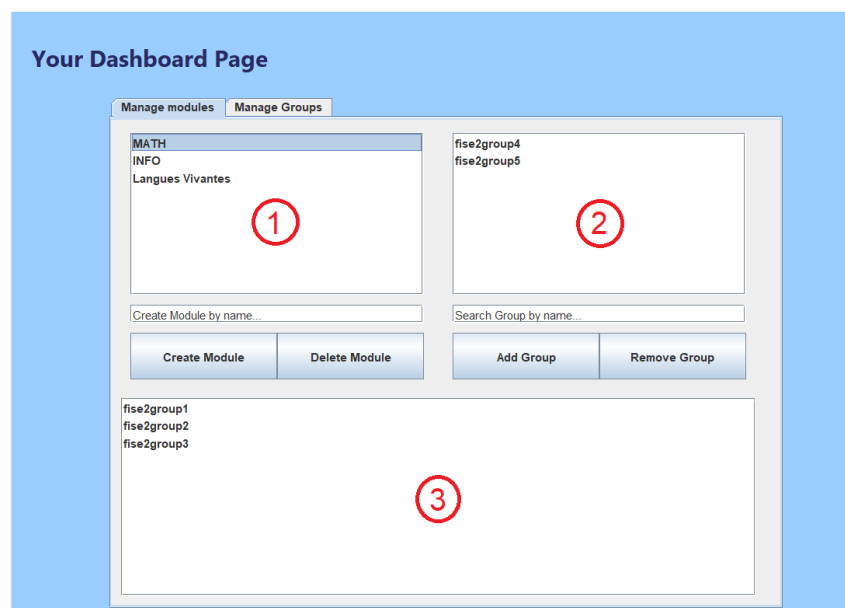 Your Dashboard Page
Manage modules
Manage Groups
MATH
INFO
Langues Vivantes
1
fise2group4
fise2group5
2
Create Module by name...
Search Group by name...
Create Module
Delete Module
Add Group
Remove Group
fise2group1
fise2group2
fise2group3
3